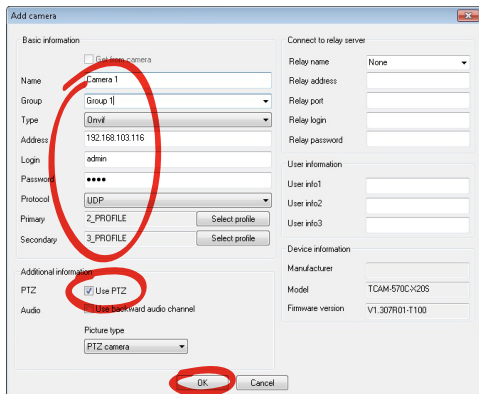 Add camera
Basic information
Get from camera
Name Camera 1
Group Group 1
Type Onvif
Address 192.168.103.116
Login admin
Password ●●●●
Protocol UDP
Primary 2_PROFILE Select profile
Secondary 3_PROFILE Select profile
Additional information
PTZ Use PTZ
Audio Use backward audio channel
Picture type
PTZ camera
Connect to relay server
Relay name None
Relay address
Relay port
Relay login
Relay password
User information
User info1
User info2
User info3
Device information
Manufacturer
Model TCAM-570C-X20S
Firmware version V1.307R01-T100
OK Cancel